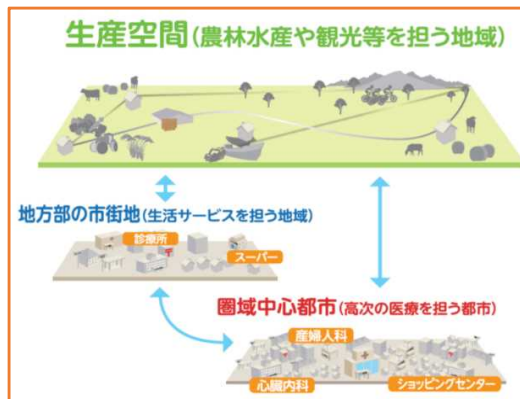 生産空間(農林水産や観光等を担う地域)
地方部の市街地(生活サービスを担う地域)
診療所
スーパー
圏域中心都市(高次の医療を担う都市)
産婦人科
心臓内科
ショッピングセンター